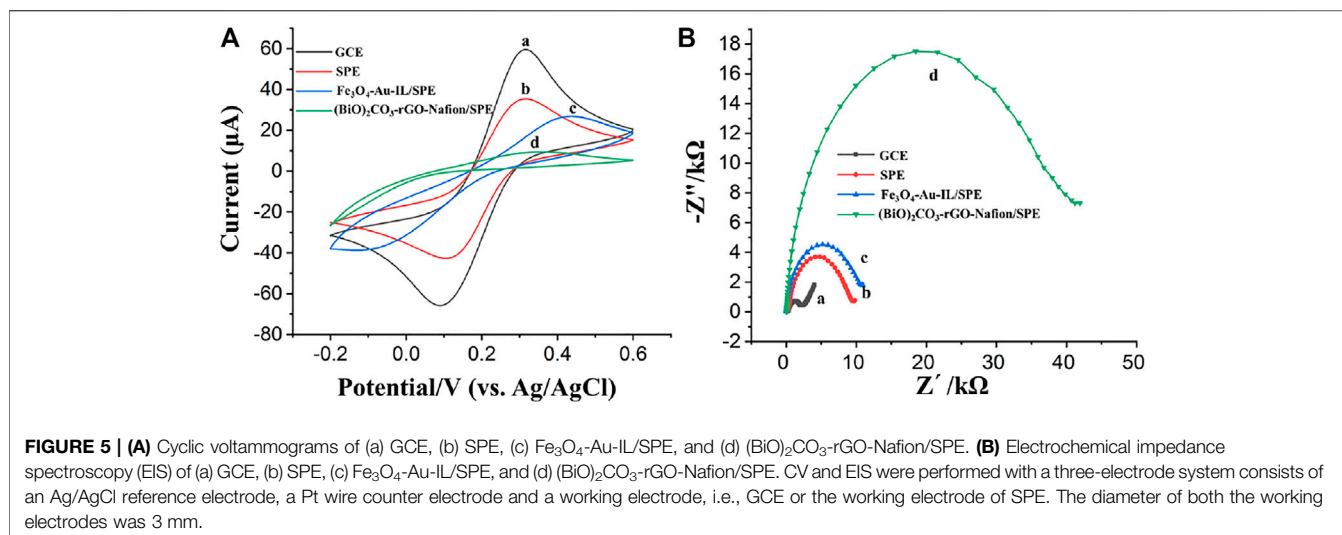 A
60
40
20
0
-20
-40
-60
-80
Current (µA)
-0.2
0.0
0.2
0.4
0.6
Potential/V (vs. Ag/AgCl)
GCE
SPE
Fe₃O₄-Au-IL/SPE
(BiO)₂CO₃-rGO-Nafion/SPE
a
b
c
d
B
18
16
14
12
10
8
6
4
2
0
-2
-Z''/kΩ
0
10
20
30
40
50
Z´ /kΩ
GCE
SPE
Fe₃O₄-Au-IL/SPE
(BiO)₂CO₃-rGO-Nafion/SPE
d
c
b
a
FIGURE 5 | (A) Cyclic voltammograms of (a) GCE, (b) SPE, (c) Fe₃O₄-Au-IL/SPE, and (d) (BiO)₂CO₃-rGO-Nafion/SPE. (B) Electrochemical impedance
spectroscopy (EIS) of (a) GCE, (b) SPE, (c) Fe₃O₄-Au-IL/SPE, and (d) (BiO)₂CO₃-rGO-Nafion/SPE. CV and EIS were performed with a three-electrode system consists of
an Ag/AgCl reference electrode, a Pt wire counter electrode and a working electrode, i.e., GCE or the working electrode of SPE. The diameter of both the working
electrodes was 3 mm.